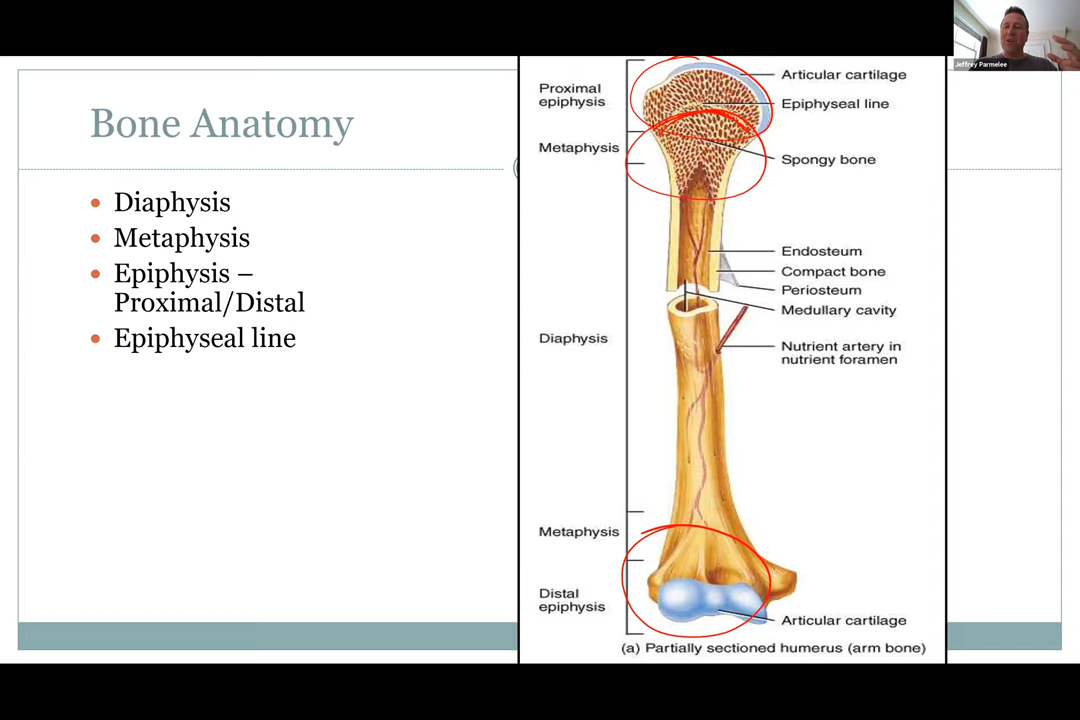 Jeffrey Parmelee
Bone Anatomy
Diaphysis
Metaphysis
Epiphysis –
Proximal/Distal
Epiphyseal line
Proximal
epiphysis
Metaphysis
Diaphysis
Metaphysis
Distal
epiphysis
Articular cartilage
Epiphyseal line
Spongy bone
Endosteum
Compact bone
Periosteum
Medullary cavity
Nutrient artery in
nutrient foramen
Articular cartilage
(a) Partially sectioned humerus (arm bone)